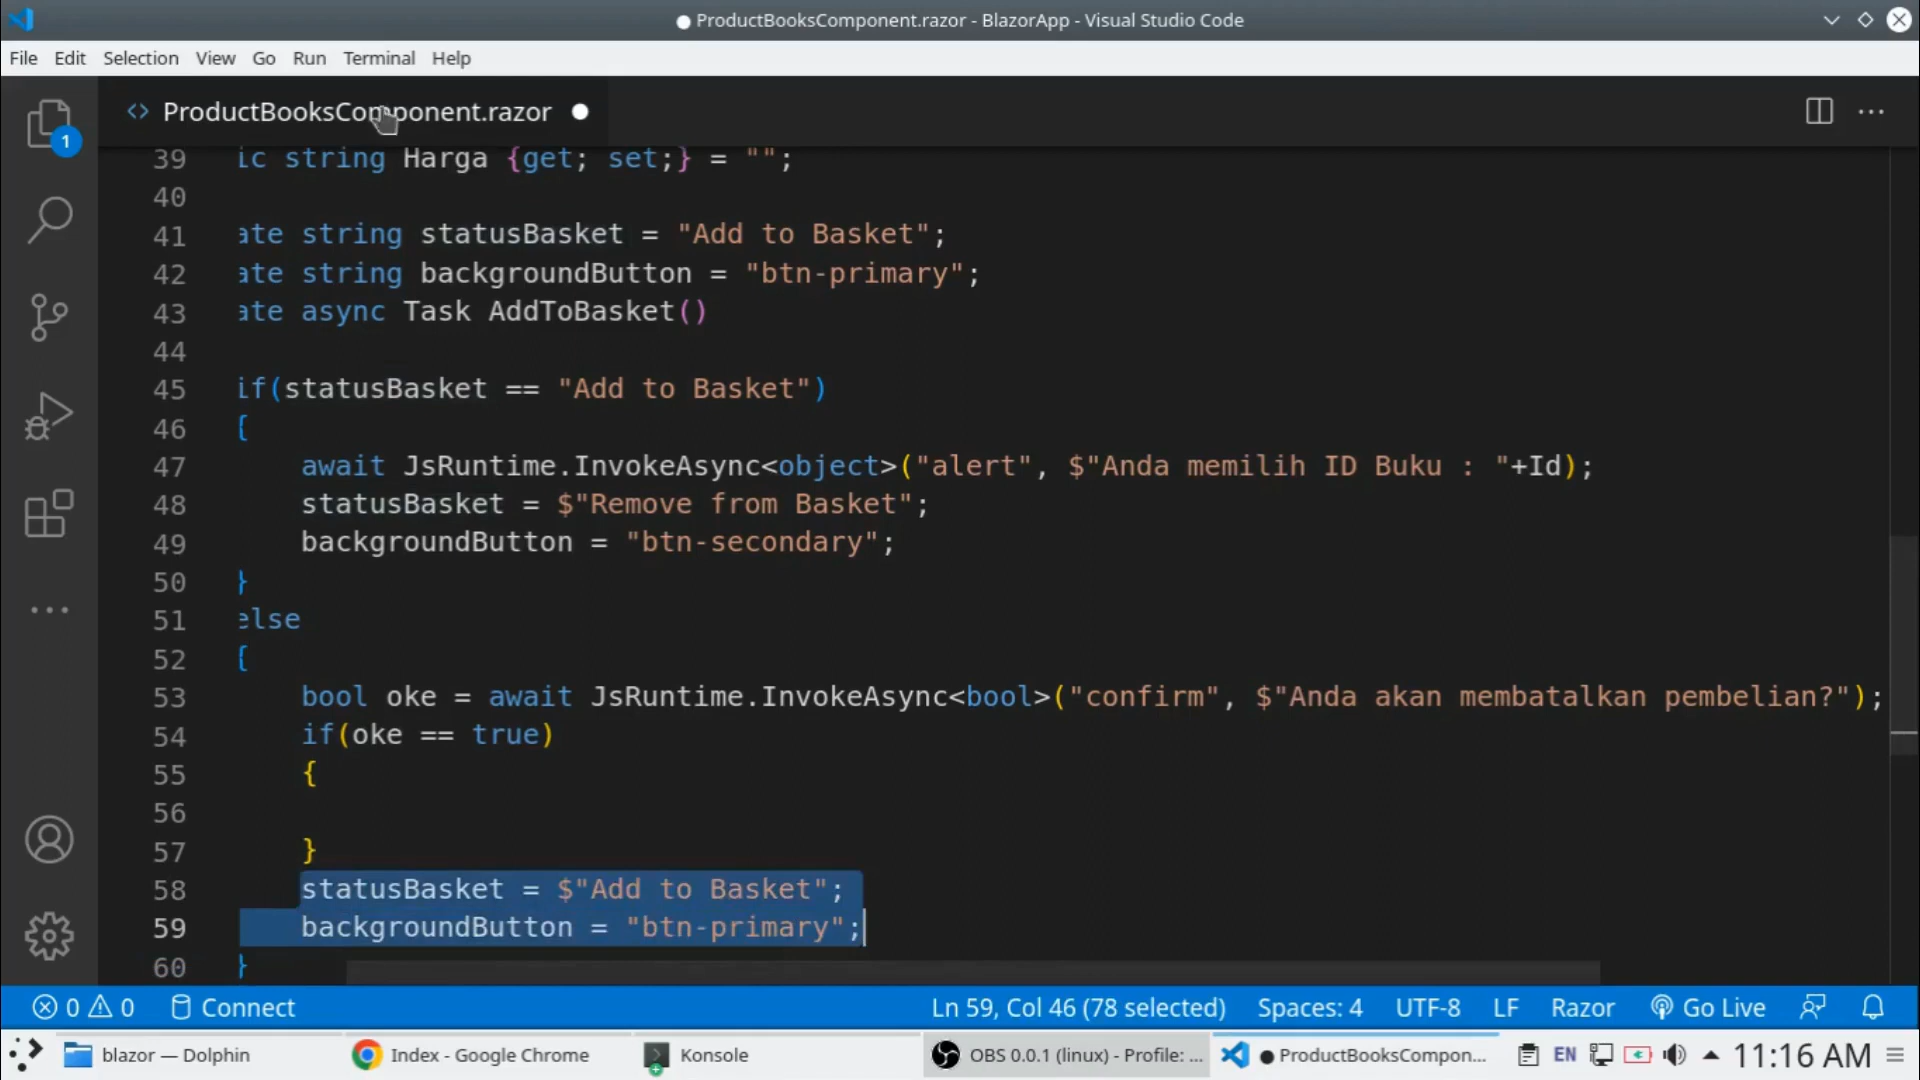 ProductBooksComponent.razor - BlazorApp - Visual Studio Code
File Edit Selection View Go Run Terminal Help
ProductBooksComponent.razor
1
39 ic string Harga {get; set;} = "";
40
41 ate string statusBasket = "Add to Basket";
42 ate string backgroundButton = "btn-primary";
43 ate async Task AddToBasket()
44
45 if(statusBasket == "Add to Basket")
46 {
47 await JsRuntime.InvokeAsync<object>("alert", $"Anda memilih ID Buku : "+Id);
48 statusBasket = $"Remove from Basket";
49 backgroundButton = "btn-secondary";
50 }
51 else
52 {
53 bool oke = await JsRuntime.InvokeAsync<bool>("confirm", $"Anda akan membatalkan pembelian?");
54 if(oke == true)
55 {
56
57 }
58 statusBasket = $"Add to Basket";
59 backgroundButton = "btn-primary";
60 }
0 0 Connect Ln 59, Col 46 (78 selected) Spaces: 4 UTF-8 LF Razor Go Live
blazor — Dolphin Index - Google Chrome Konsole OBS 0.0.1 (linux) - Profile: ... ProductBooksCompon... EN 11:16 AM